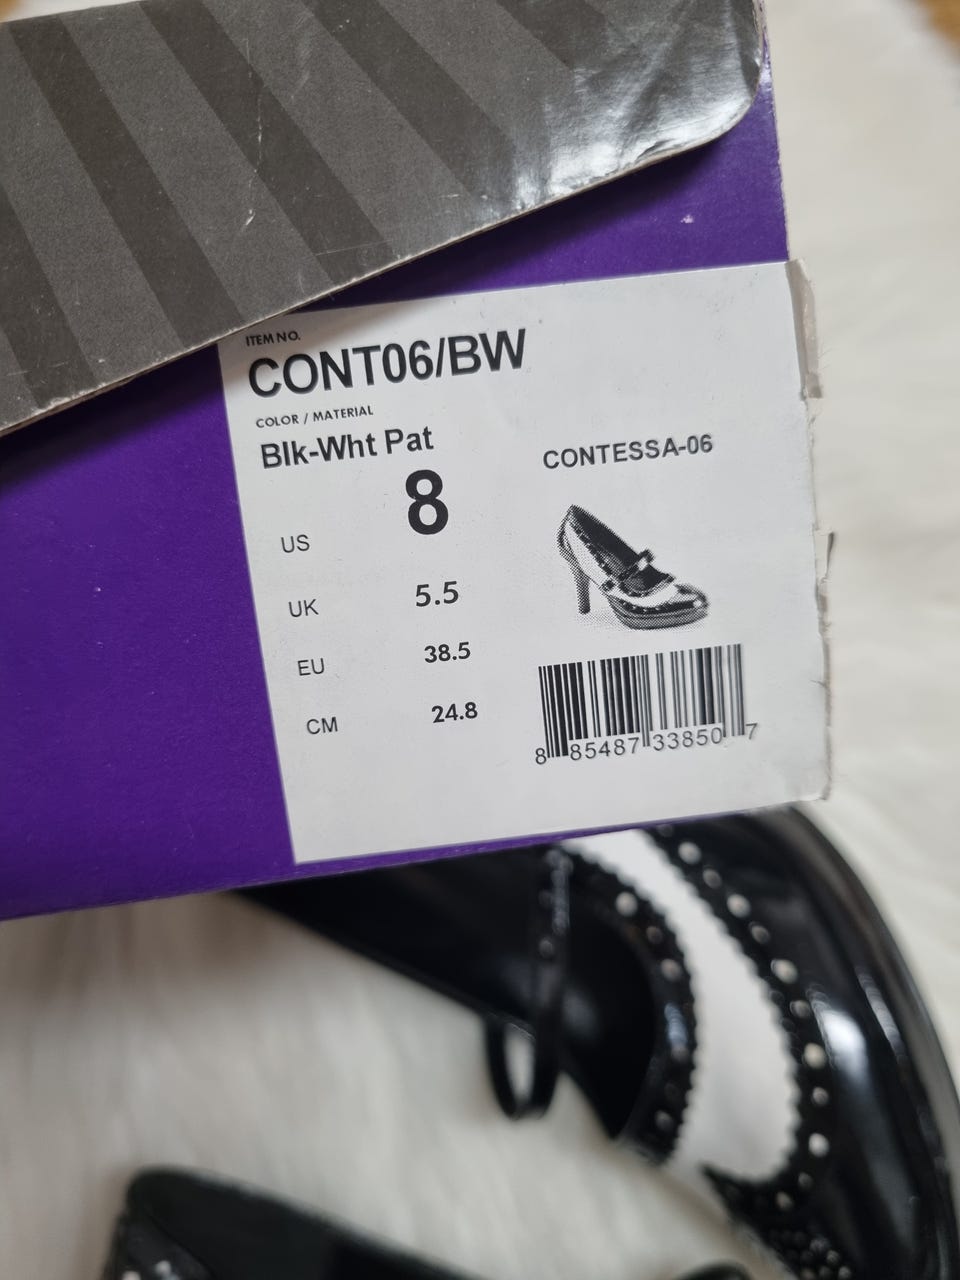 ITEM NO.
CONT06/BW
COLOR / MATERIAL
Blk-Wht Pat
CONTESSA-06
US 8
UK 5.5
EU 38.5
CM 24.8
8 85487 33850 7